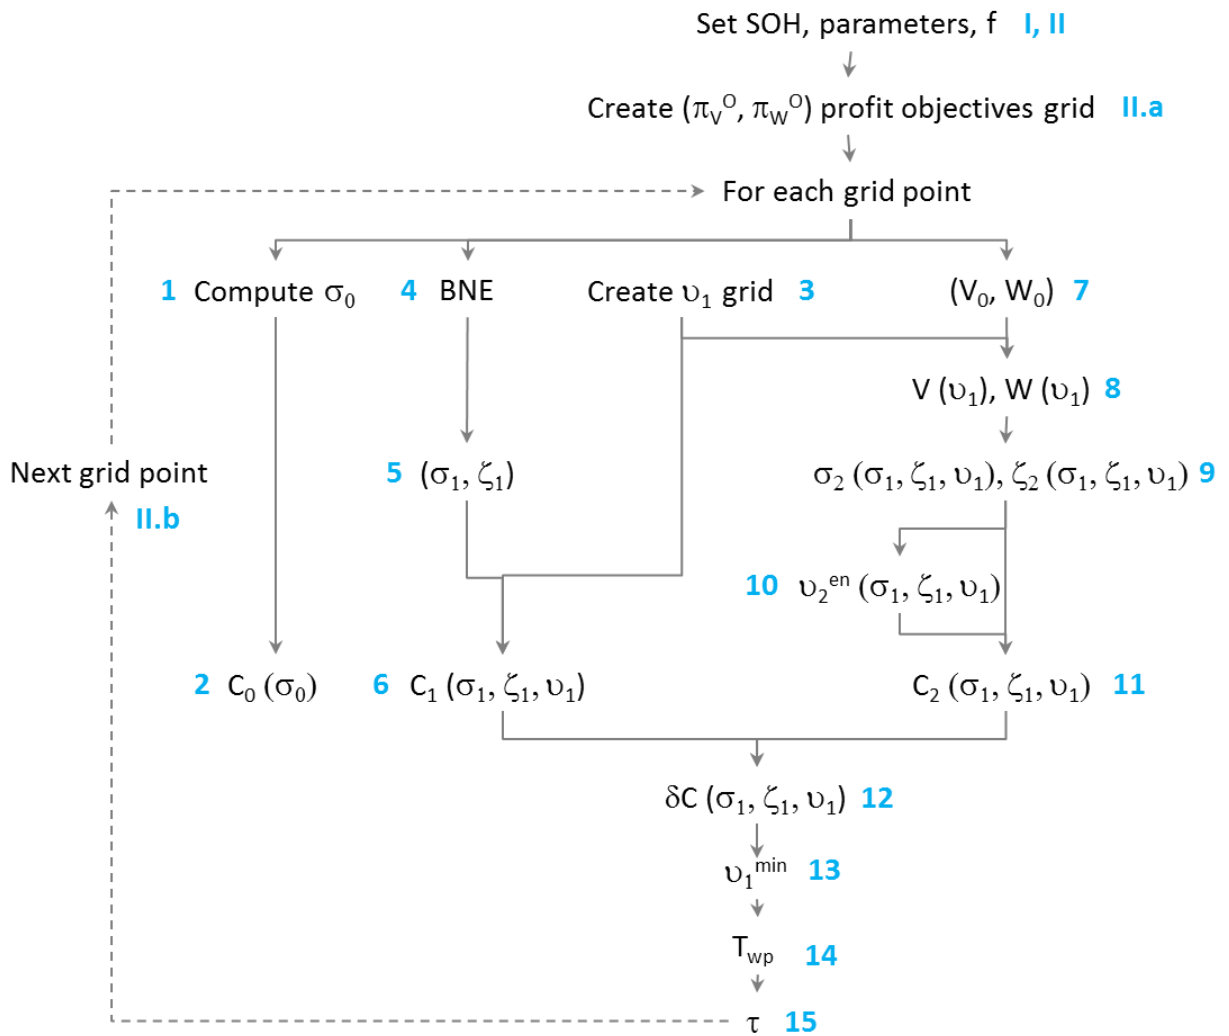 Set SOH, parameters, f I, II
Create (π_V^O, π_W^O) profit objectives grid II.a
For each grid point
1 Compute σ₀ 4 BNE Create υ₁ grid 3 (V₀, W₀) 7
V (υ₁), W (υ₁) 8
Next grid point 5 (σ₁, ζ₁) σ₂ (σ₁, ζ₁, υ₁), ζ₂ (σ₁, ζ₁, υ₁) 9
II.b
10 υ₂^en (σ₁, ζ₁, υ₁)
2 C₀ (σ₀) 6 C₁ (σ₁, ζ₁, υ₁) C₂ (σ₁, ζ₁, υ₁) 11
δC (σ₁, ζ₁, υ₁) 12
υ₁^min 13
T_wp 14
τ 15